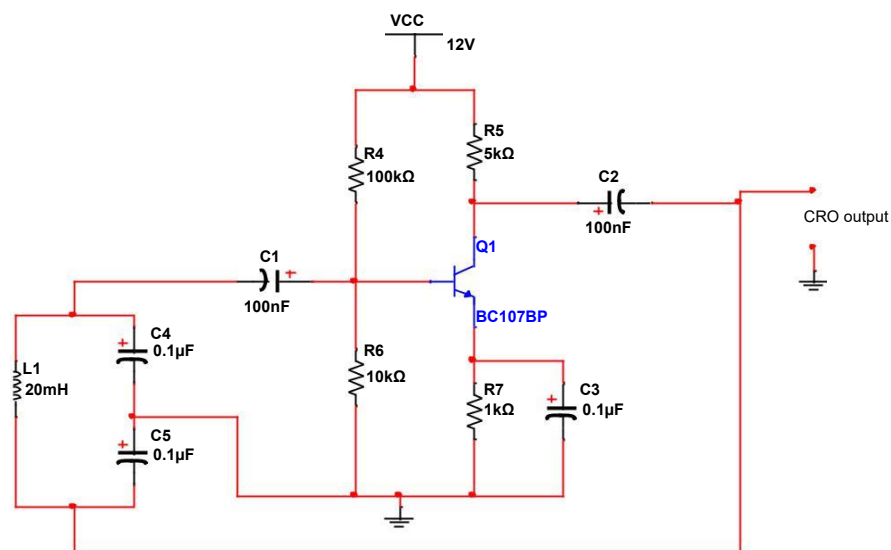 VCC
12V
R5
5kΩ
R4
100kΩ
C2
+
100nF
CRO output
Q1
C1
+
100nF
BC107BP
C4
+
0.1µF
L1
20mH
R6
10kΩ
R7
1kΩ
C3
+
0.1µF
C5
+
0.1µF